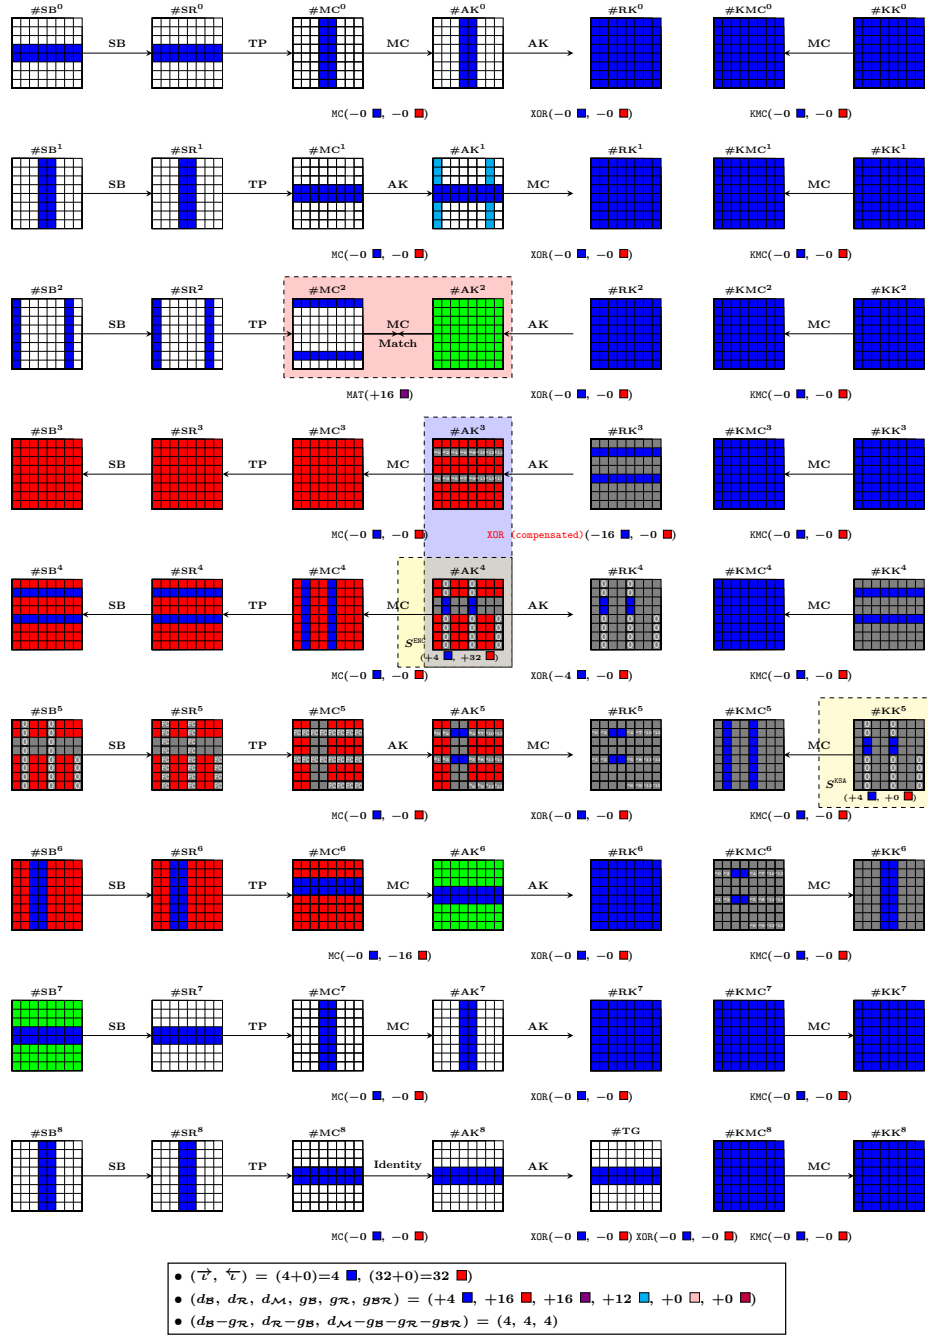 #SB⁰ #SR⁰ #MC⁰ #AK⁰ #RK⁰ #KMC⁰ #KK⁰
SB TP MC AK MC
MC(−0 , −0 ) XOR(−0 , −0 ) KMC(−0 , −0 )
#SB¹ #SR¹ #MC¹ #AK¹ #RK¹ #KMC¹ #KK¹
SB TP AK MC MC
MC(−0 , −0 ) XOR(−0 , −0 ) KMC(−0 , −0 )
#SB² #SR² #MC² #AK² #RK² #KMC² #KK²
SB TP MC AK MC
Match
MAT(+16 ) XOR(−0 , −0 ) KMC(−0 , −0 )
#SB³ #SR³ #MC³ #AK³ #RK³ #KMC³ #KK³
SB TP MC AK MC
MC(−0 , −0 ) XOR (compensated)(−16 , −0 ) KMC(−0 , −0 )
#SB⁴ #SR⁴ #MC⁴ #AK⁴ #RK⁴ #KMC⁴ #KK⁴
SB TP MC AK MC
S^ENC
(+4 , +32 )
MC(−0 , −0 ) XOR(−4 , −0 ) KMC(−0 , −0 )
#SB⁵ #SR⁵ #MC⁵ #AK⁵ #RK⁵ #KMC⁵ #KK⁵
SB TP AK MC MC
S^KSA
(+4 , +0 )
MC(−0 , −0 ) XOR(−0 , −0 ) KMC(−0 , −0 )
#SB⁶ #SR⁶ #MC⁶ #AK⁶ #RK⁶ #KMC⁶ #KK⁶
SB TP MC AK MC
MC(−0 , −16 ) XOR(−0 , −0 ) KMC(−0 , −0 )
#SB⁷ #SR⁷ #MC⁷ #AK⁷ #RK⁷ #KMC⁷ #KK⁷
SB TP MC AK MC
MC(−0 , −0 ) XOR(−0 , −0 ) KMC(−0 , −0 )
#SB⁸ #SR⁸ #MC⁸ #AK⁸ #TG #KMC⁸ #KK⁸
SB TP Identity AK MC
MC(−0 , −0 ) XOR(−0 , −0 ) XOR(−0 , −0 ) KMC(−0 , −0 )
• (ι→, ι←) = (4+0)=4 , (32+0)=32 )
• (d_B, d_R, d_M, g_B, g_R, g_BR) = (+4 , +16 , +16 , +12 , +0 , +0 )
• (d_B−g_R, d_R−g_B, d_M−g_B−g_R−g_BR) = (4, 4, 4)